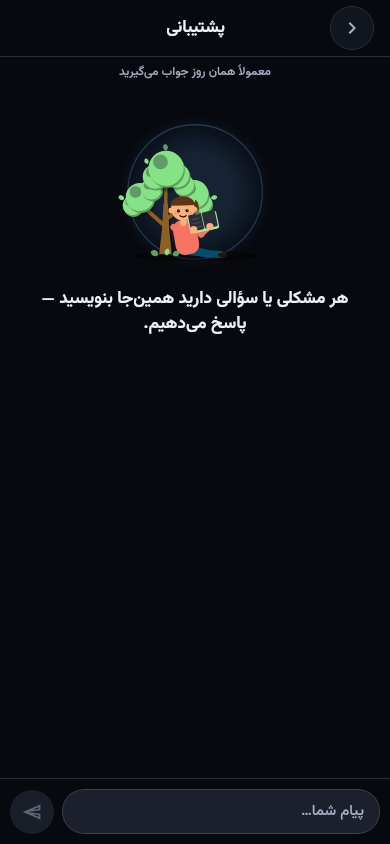 پشتیبانی
معمولاً همان روز جواب می‌گیرید
هر مشکلی یا سؤالی دارید همین‌جا بنویسید –
پاسخ می‌دهیم.
پیام شما...